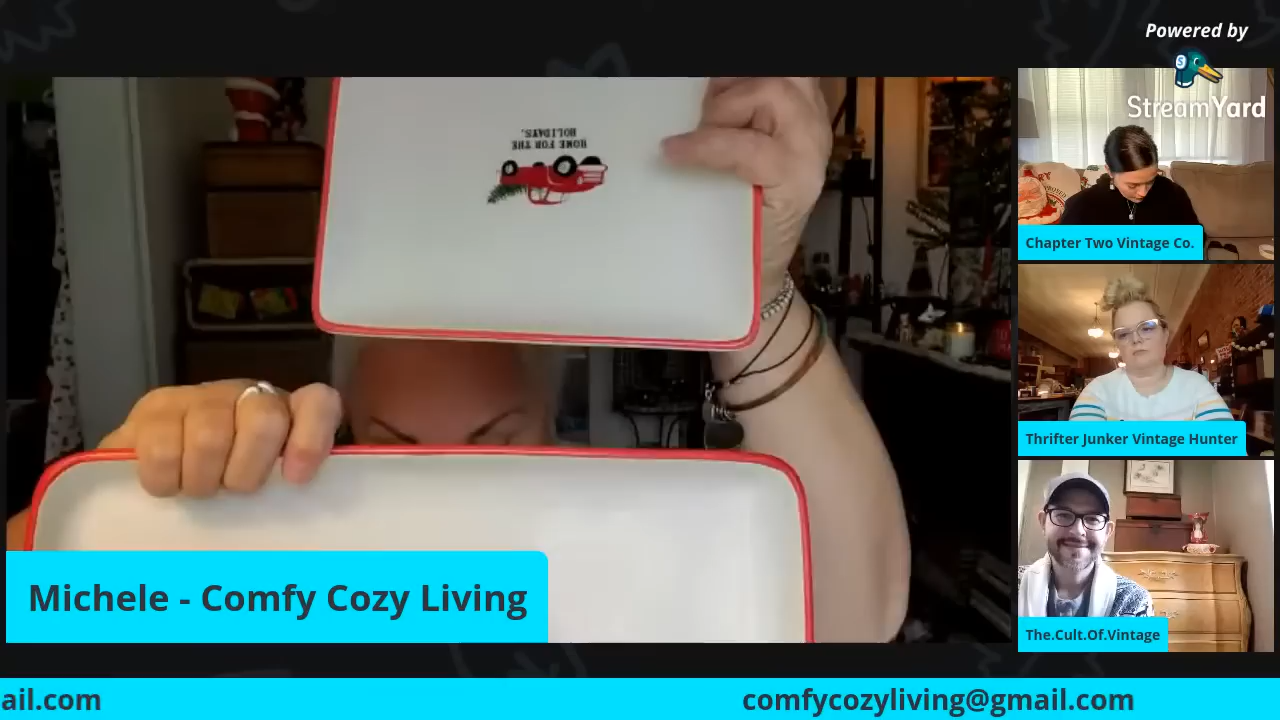 Powered by
StreamYard
HOME FOR THE
HOLIDAYS.
Chapter Two Vintage Co.
Thrifter Junker Vintage Hunter
Michele - Comfy Cozy Living
The.Cult.Of.Vintage
ail.com
comfycozyliving@gmail.com